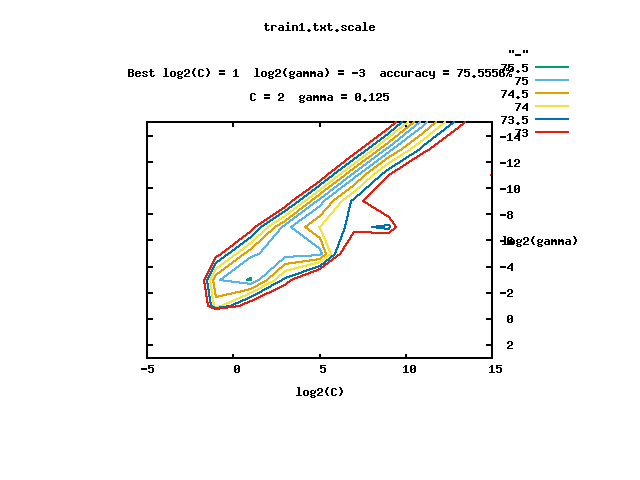 train1.txt.scale
"-"
Best log2(C) = 1 log2(gamma) = -3 accuracy = 75.5556%
75.5
75
C = 2 gamma = 0.125
74.5
74
73.5
73
-14
-12
-10
-8
-6
log2(gamma)
-4
-2
0
2
-5 0 5 10 15
log2(C)